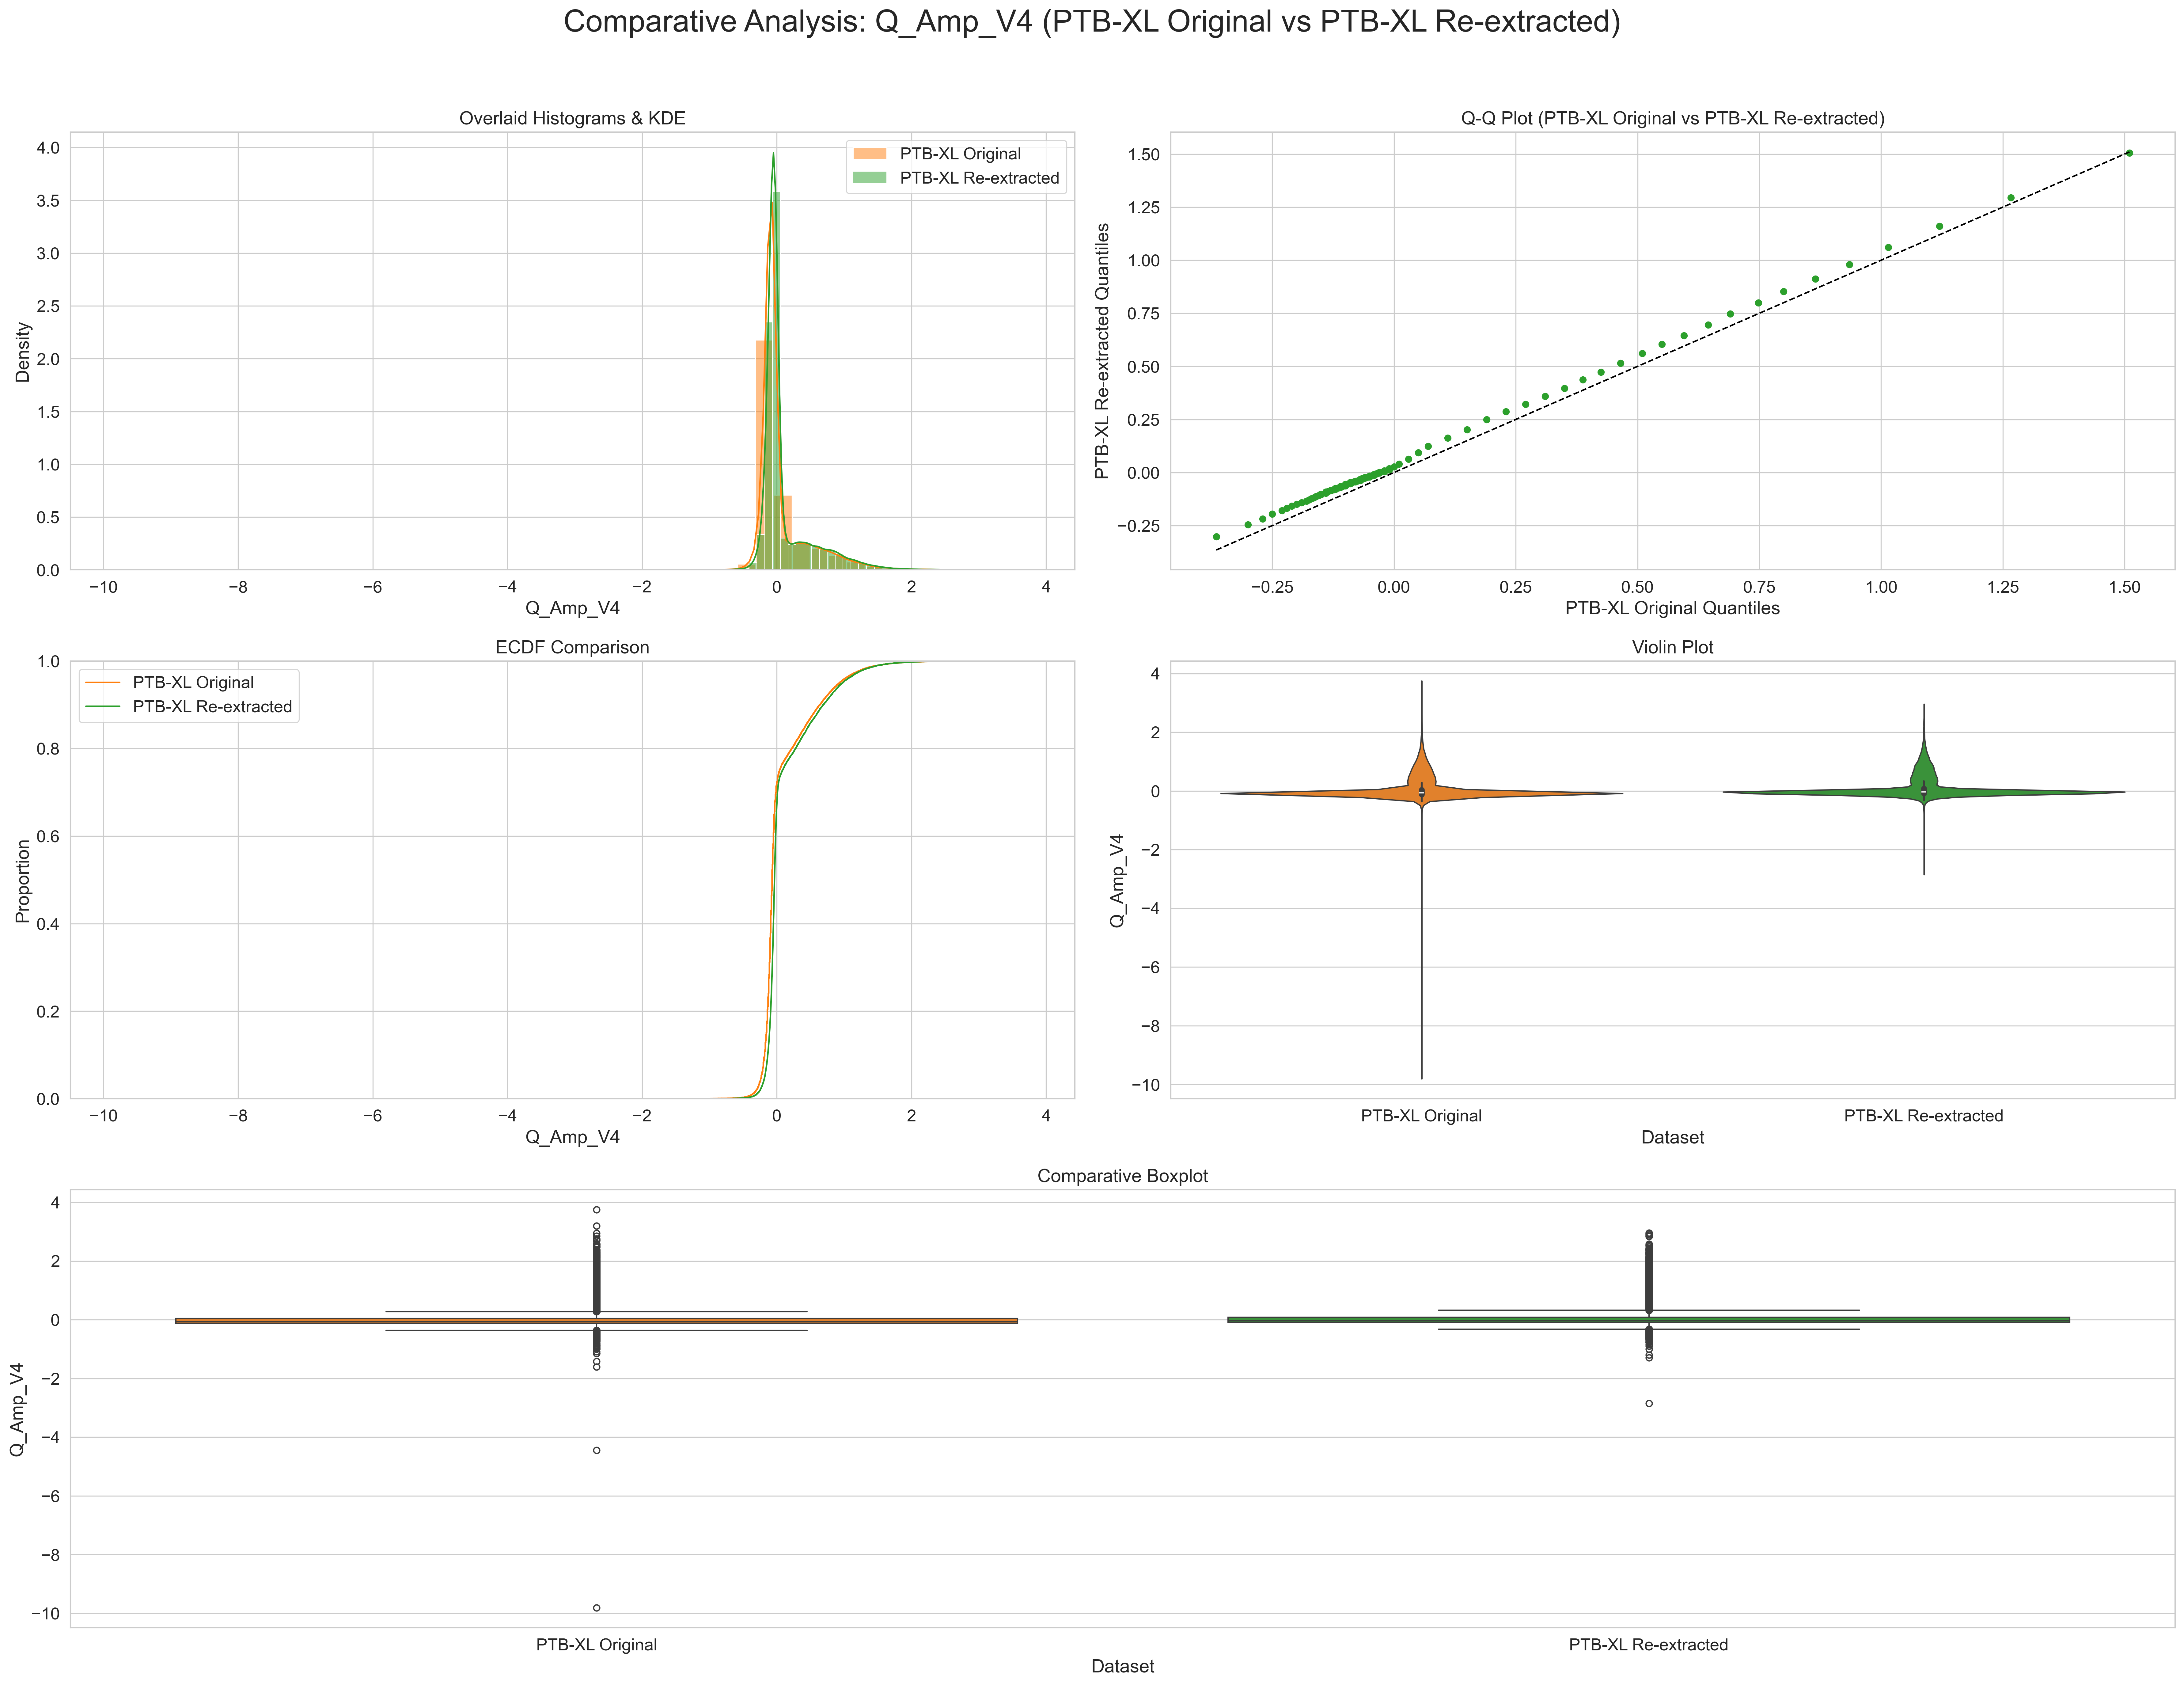 Comparative Analysis: Q_Amp_V4 (PTB-XL Original vs PTB-XL Re-extracted)
Overlaid Histograms & KDE
PTB-XL Original
PTB-XL Re-extracted
4.0
3.5
3.0
2.5
2.0
1.5
1.0
0.5
0.0
Density
−10 −8 −6 −4 −2 0 2 4
Q_Amp_V4
Q-Q Plot (PTB-XL Original vs PTB-XL Re-extracted)
1.50
1.25
1.00
0.75
0.50
0.25
0.00
−0.25
PTB-XL Re-extracted Quantiles
−0.25 0.00 0.25 0.50 0.75 1.00 1.25 1.50
PTB-XL Original Quantiles
ECDF Comparison
PTB-XL Original
PTB-XL Re-extracted
1.0
0.8
0.6
0.4
0.2
0.0
Proportion
−10 −8 −6 −4 −2 0 2 4
Q_Amp_V4
Violin Plot
4
2
0
−2
−4
−6
−8
−10
Q_Amp_V4
PTB-XL Original PTB-XL Re-extracted
Dataset
Comparative Boxplot
4
2
0
−2
−4
−6
−8
−10
Q_Amp_V4
PTB-XL Original PTB-XL Re-extracted
Dataset